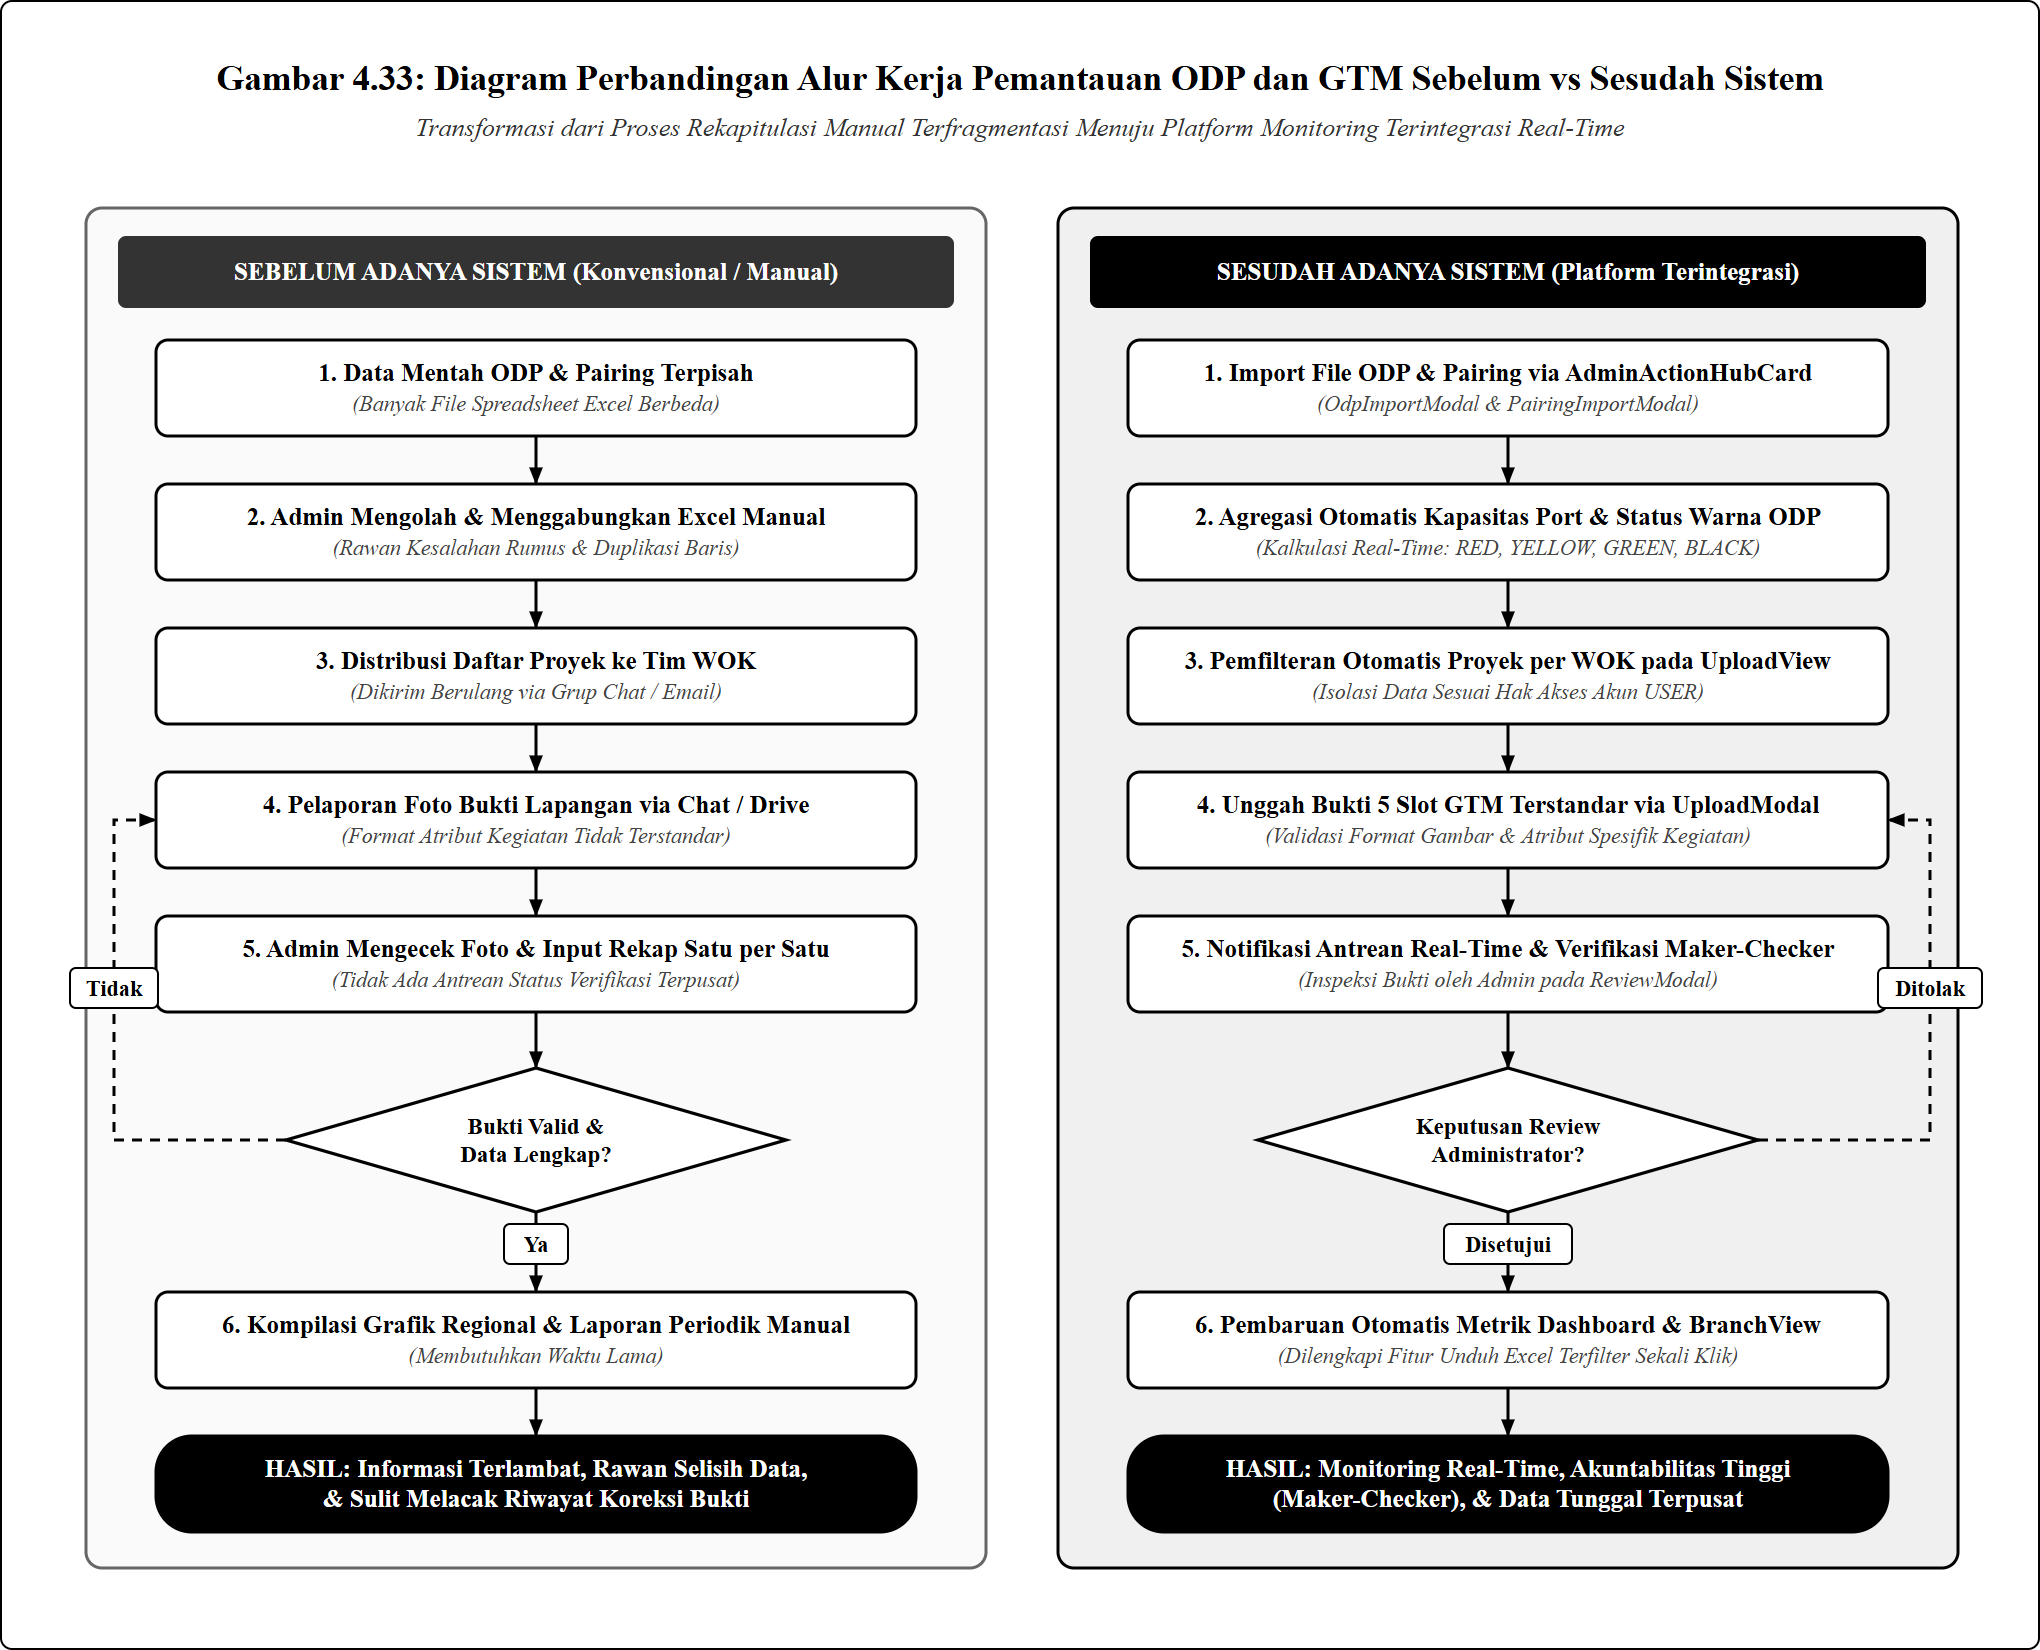 Gambar 4.33: Diagram Perbandingan Alur Kerja Pemantauan ODP dan GTM Sebelum vs Sesudah Sistem
Transformasi dari Proses Rekapitulasi Manual Terfragmentasi Menuju Platform Monitoring Terintegrasi Real-Time
SEBELUM ADANYA SISTEM (Konvensional / Manual)
1. Data Mentah ODP & Pairing Terpisah
(Banyak File Spreadsheet Excel Berbeda)
2. Admin Mengolah & Menggabungkan Excel Manual
(Rawan Kesalahan Rumus & Duplikasi Baris)
3. Distribusi Daftar Proyek ke Tim WOK
(Dikirim Berulang via Grup Chat / Email)
4. Pelaporan Foto Bukti Lapangan via Chat / Drive
(Format Atribut Kegiatan Tidak Terstandar)
5. Admin Mengecek Foto & Input Rekap Satu per Satu
(Tidak Ada Antrean Status Verifikasi Terpusat)
Tidak
Bukti Valid &
Data Lengkap?
Ya
6. Kompilasi Grafik Regional & Laporan Periodik Manual
(Membutuhkan Waktu Lama)
HASIL: Informasi Terlambat, Rawan Selisih Data,
& Sulit Melacak Riwayat Koreksi Bukti
SESUDAH ADANYA SISTEM (Platform Terintegrasi)
1. Import File ODP & Pairing via AdminActionHubCard
(OdpImportModal & PairingImportModal)
2. Agregasi Otomatis Kapasitas Port & Status Warna ODP
(Kalkulasi Real-Time: RED, YELLOW, GREEN, BLACK)
3. Pemfilteran Otomatis Proyek per WOK pada UploadView
(Isolasi Data Sesuai Hak Akses Akun USER)
4. Unggah Bukti 5 Slot GTM Terstandar via UploadModal
(Validasi Format Gambar & Atribut Spesifik Kegiatan)
5. Notifikasi Antrean Real-Time & Verifikasi Maker-Checker
(Inspeksi Bukti oleh Admin pada ReviewModal)
Ditolak
Keputusan Review
Administrator?
Disetujui
6. Pembaruan Otomatis Metrik Dashboard & BranchView
(Dilengkapi Fitur Unduh Excel Terfilter Sekali Klik)
HASIL: Monitoring Real-Time, Akuntabilitas Tinggi
(Maker-Checker), & Data Tunggal Terpusat